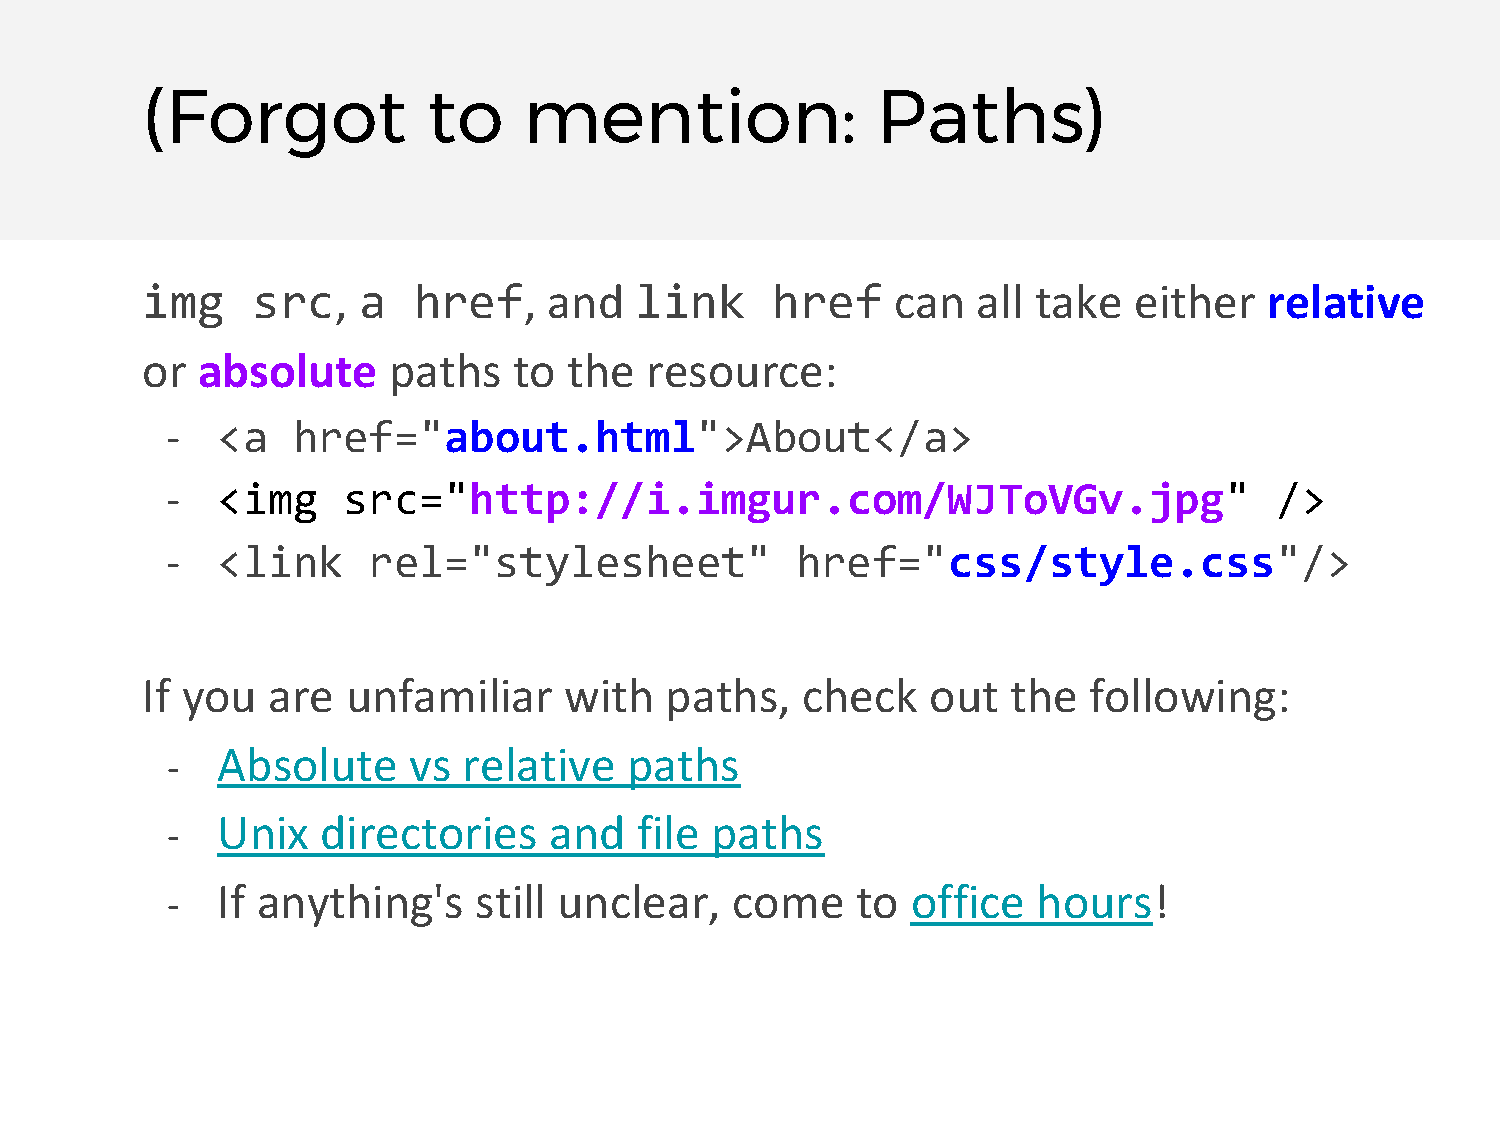 (Forgot to mention: Paths)
img src, a href, and link href can all take either relative
or absolute paths to the resource:
- <a href="about.html">About</a>
- <img src="http://i.imgur.com/WJToVGv.jpg" />
- <link rel="stylesheet" href="css/style.css"/>
If you are unfamiliar with paths, check out the following:
- Absolute vs relative paths
- Unix directories and file paths
- If anything's still unclear, come to office hours!